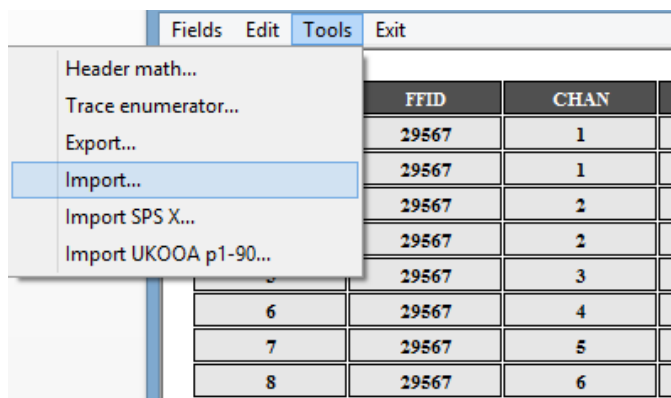 Fields Edit Tools Exit
Header math...
Trace enumerator...
Export...
Import...
Import SPS X...
Import UKOOA p1-90...
FFID CHAN
29567 1
29567 1
29567 2
29567 2
29567 3
6 29567 4
7 29567 5
8 29567 6